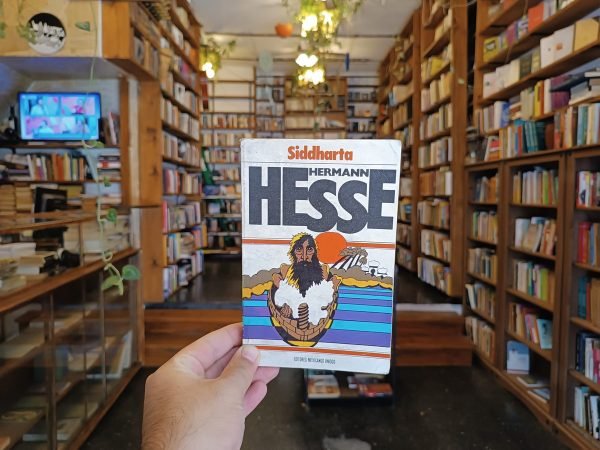 Siddharta
HERMANN
HESSE
EDITORES MEXICANOS UNIDOS